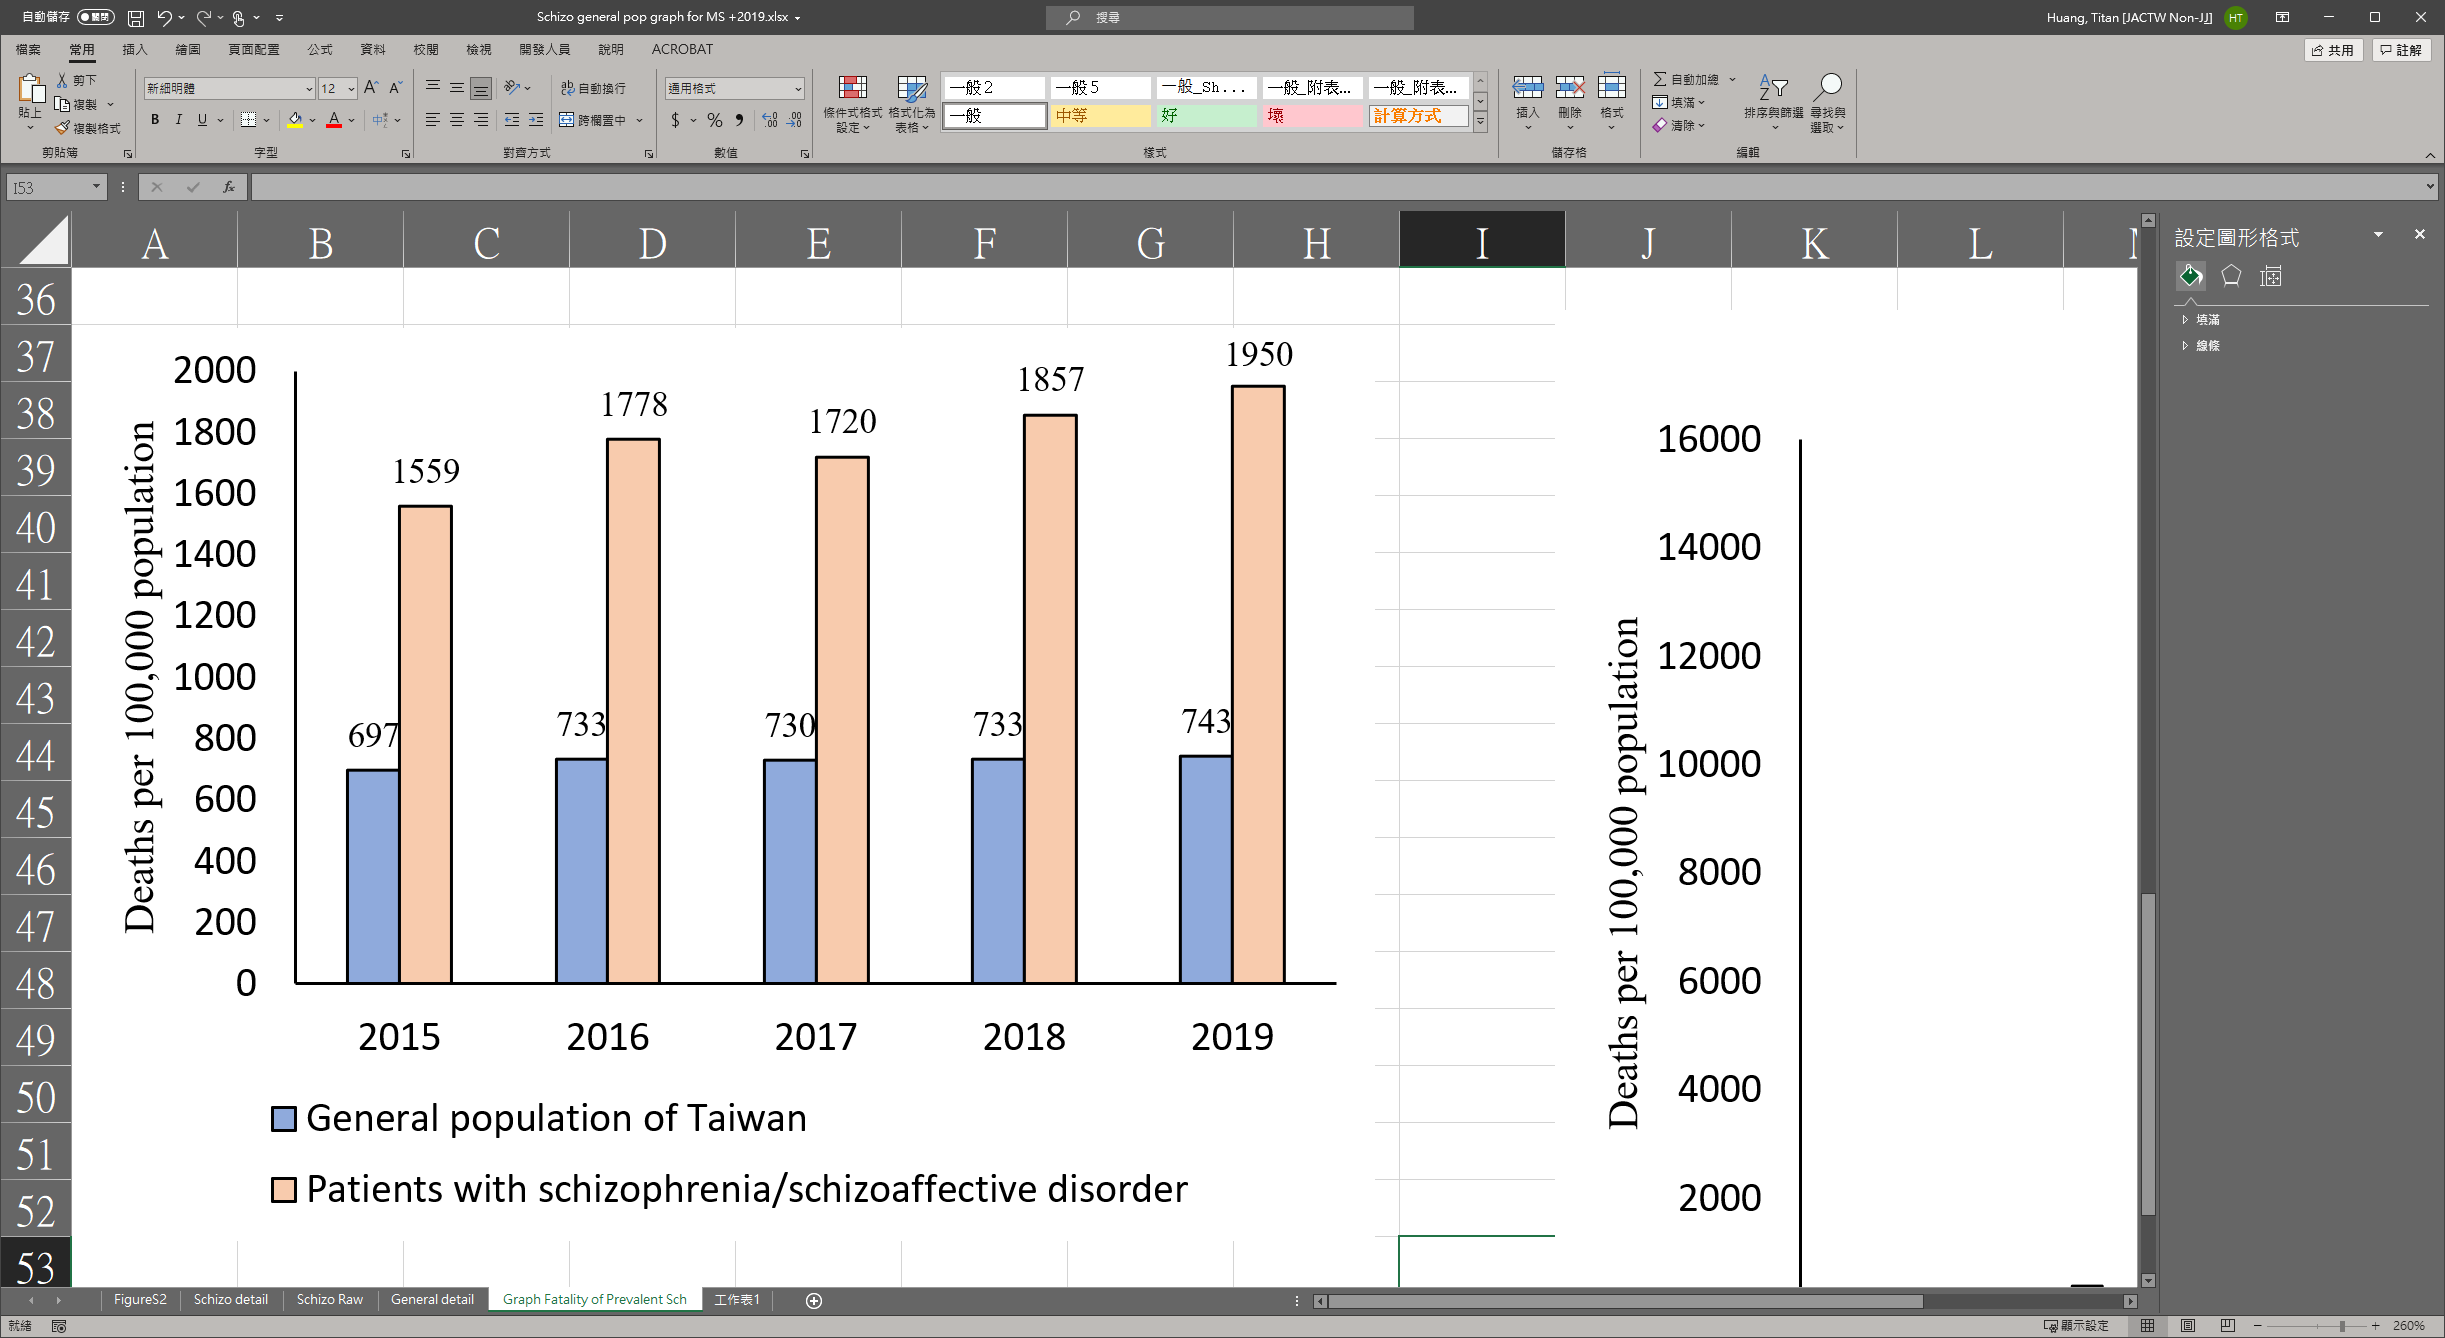 自動儲存 關閉 Schizo general pop graph for MS +2019.xlsx 搜尋 Huang, Titan [JACTW Non-JJ] HT
檔案 常用 插入 繪圖 頁面配置 公式 資料 校閱 檢視 開發人員 說明 ACROBAT 共用 註解
貼上 剪下 複製 複製格式 剪貼簿
新細明體 12 B I U A 字型
自動換行 跨欄置中 對齊方式
通用格式 $ % 數值
條件式格式設定 格式化為表格
一般 2 一般 5 一般_Sh... 一般_附表... 一般_附表...
一般 中等 好 壞 計算方式 樣式
插入 刪除 格式 儲存格
自動加總 填滿 清除 排序與篩選 尋找與選取 編輯
I53 fx
A B C D E F G H I J K L
36
37
38
39
40
41
42
43
44
45
46
47
48
49
50
51
52
53
Deaths per 100,000 population
2000
1800
1600
1400
1200
1000
800
600
400
200
0
697 1559 733 1778 730 1720 733 1857 743 1950
2015 2016 2017 2018 2019
General population of Taiwan
Patients with schizophrenia/schizoaffective disorder
Deaths per 100,000 population
16000
14000
12000
10000
8000
6000
4000
2000
設定圖形格式
填滿
線條
FigureS2 Schizo detail Schizo Raw General detail Graph Fatality of Prevalent Sch 工作表1
就緒 顯示設定 260%